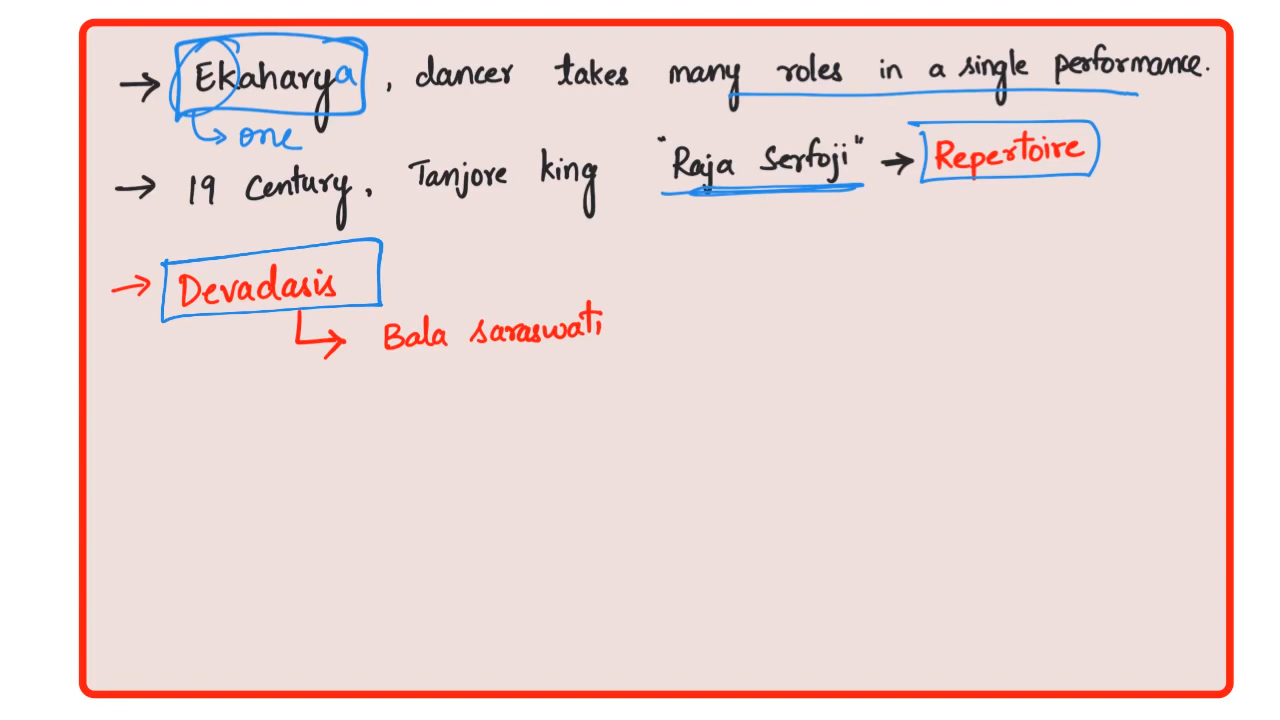 → Ekaharya, dancer takes many roles in a single performance.
↳ one
→ 19 Century, Tanjore king "Raja Serfoji" → Repertoire
→ Devadasis
↳ Bala saraswati